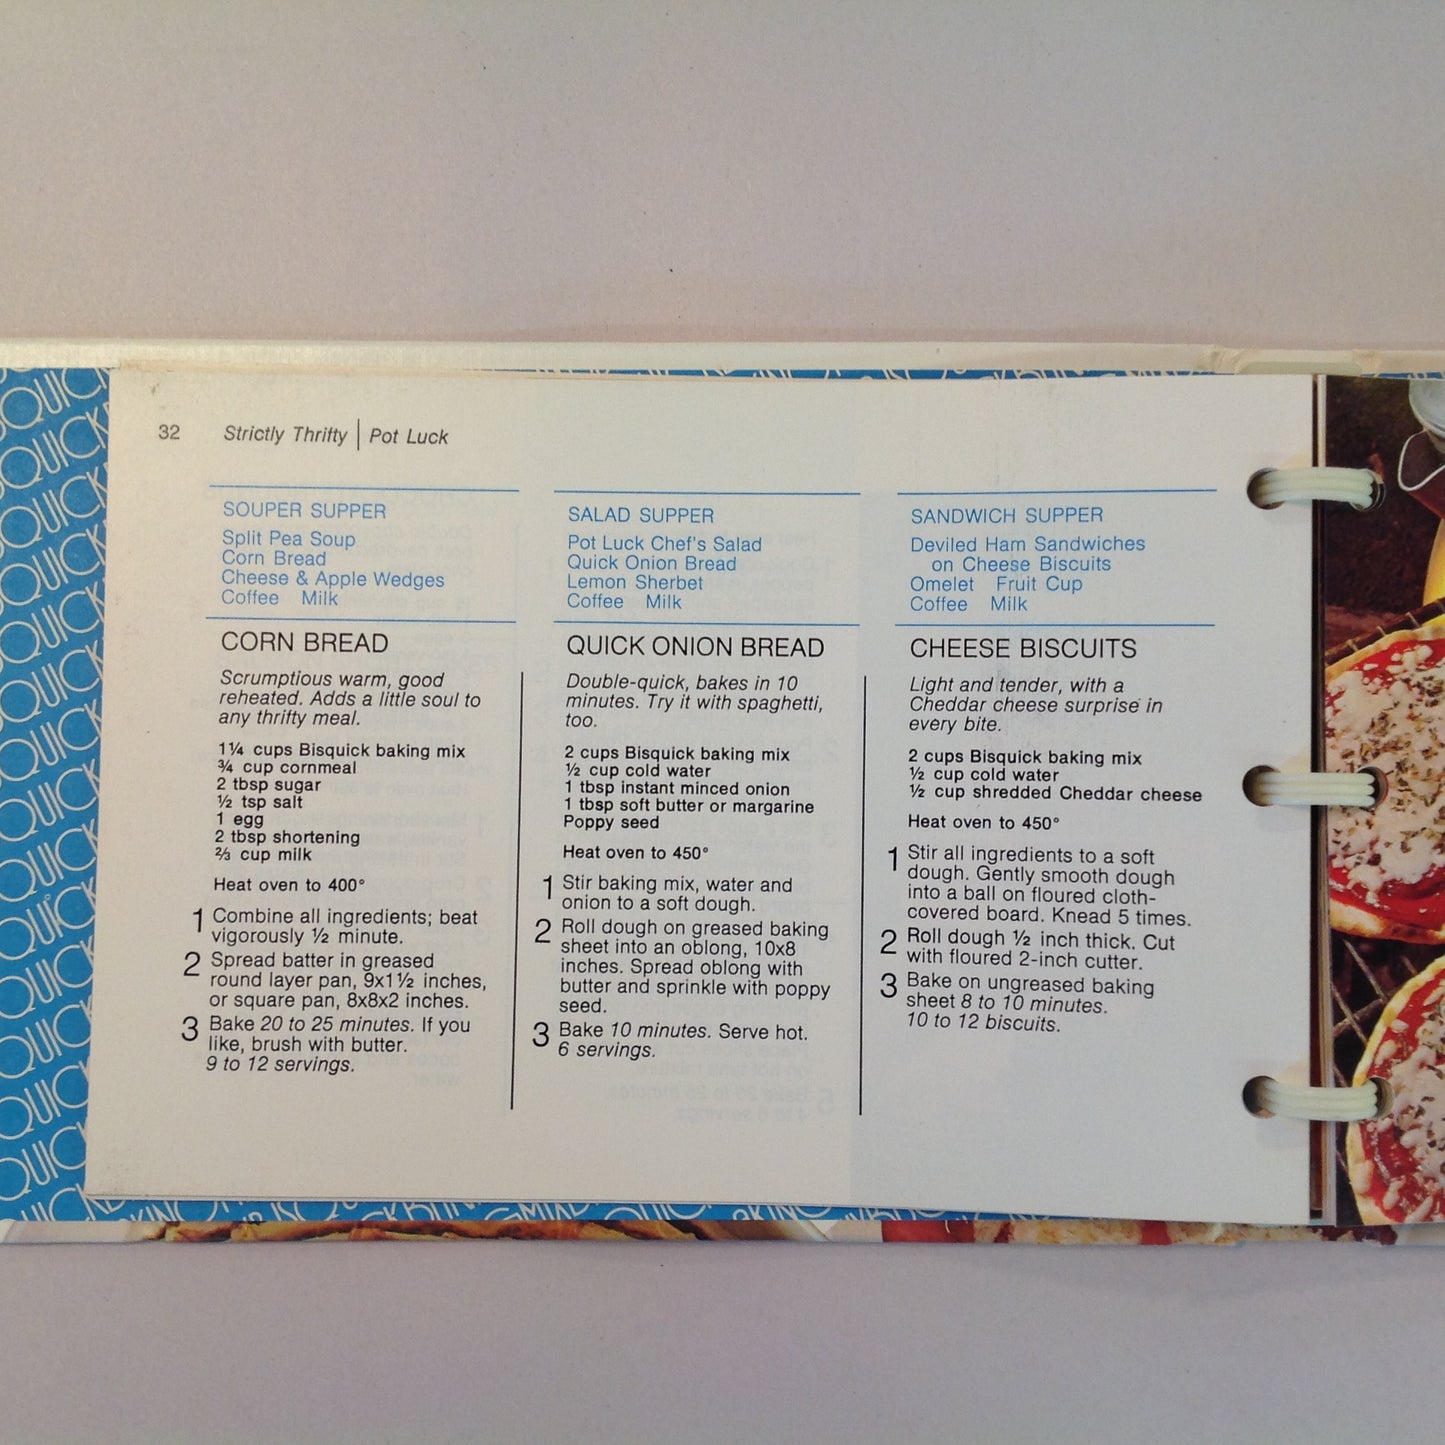 32 Strictly Thrifty | Pot Luck
SOUPER SUPPER
Split Pea Soup
Corn Bread
Cheese & Apple Wedges
Coffee Milk
CORN BREAD
Scrumptious warm, good
reheated. Adds a little soul to
any thrifty meal.
1¼ cups Bisquick baking mix
¾ cup cornmeal
2 tbsp sugar
½ tsp salt
1 egg
2 tbsp shortening
⅔ cup milk
Heat oven to 400°
1 Combine all ingredients; beat
vigorously ½ minute.
2 Spread batter in greased
round layer pan, 9x1½ inches,
or square pan, 8x8x2 inches.
3 Bake 20 to 25 minutes. If you
like, brush with butter.
9 to 12 servings.
SALAD SUPPER
Pot Luck Chef's Salad
Quick Onion Bread
Lemon Sherbet
Coffee Milk
QUICK ONION BREAD
Double-quick, bakes in 10
minutes. Try it with spaghetti,
too.
2 cups Bisquick baking mix
½ cup cold water
1 tbsp instant minced onion
1 tbsp soft butter or margarine
Poppy seed
Heat oven to 450°
1 Stir baking mix, water and
onion to a soft dough.
2 Roll dough on greased baking
sheet into an oblong, 10x8
inches. Spread oblong with
butter and sprinkle with poppy
seed.
3 Bake 10 minutes. Serve hot.
6 servings.
SANDWICH SUPPER
Deviled Ham Sandwiches
on Cheese Biscuits
Omelet Fruit Cup
Coffee Milk
CHEESE BISCUITS
Light and tender, with a
Cheddar cheese surprise in
every bite.
2 cups Bisquick baking mix
½ cup cold water
½ cup shredded Cheddar cheese
Heat oven to 450°
1 Stir all ingredients to a soft
dough. Gently smooth dough
into a ball on floured cloth-
covered board. Knead 5 times.
2 Roll dough ½ inch thick. Cut
with floured 2-inch cutter.
3 Bake on ungreased baking
sheet 8 to 10 minutes.
10 to 12 biscuits.